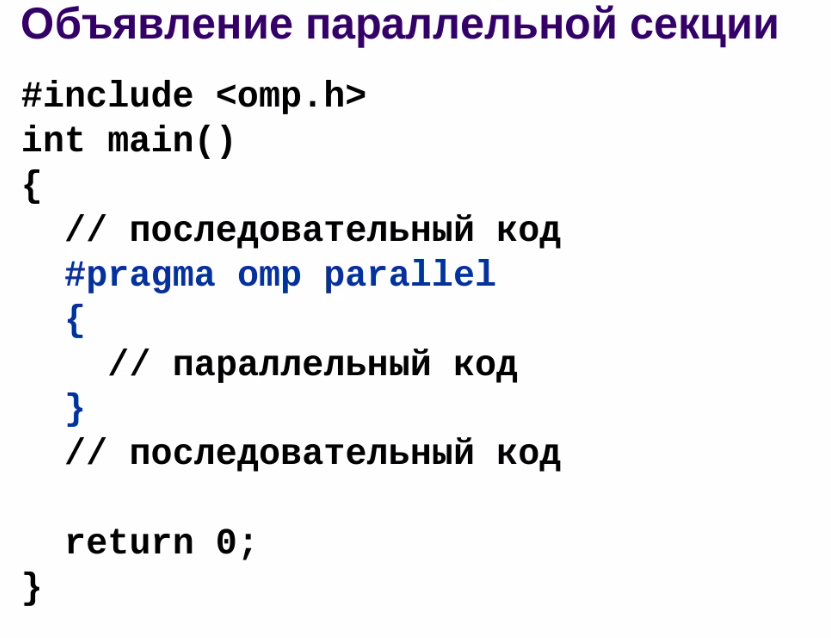 Объявление параллельной секции
#include <omp.h>
int main()
{
  // последовательный код
  #pragma omp parallel
  {
    // параллельный код
  }
  // последовательный код
  return 0;
}